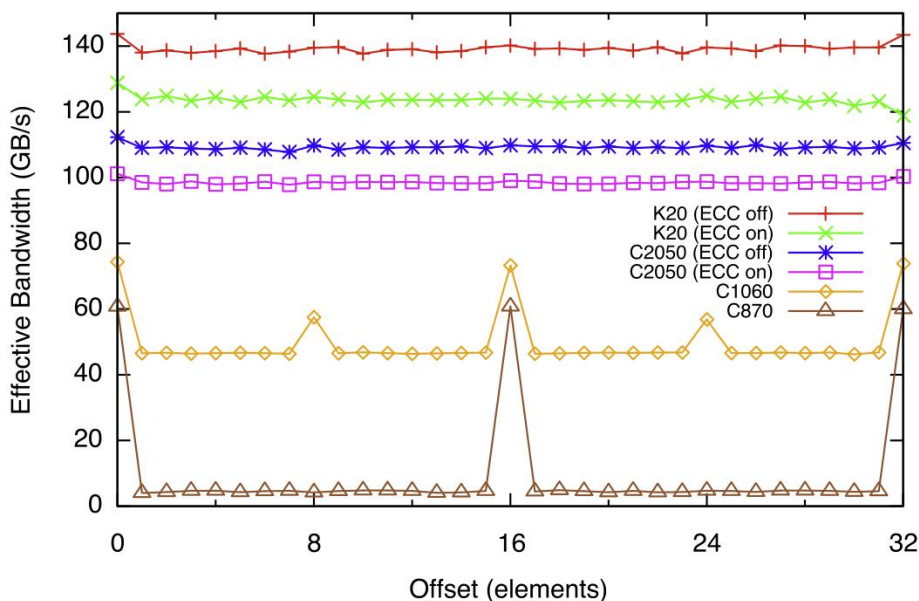 140
120
100
80
60
40
20
0
Effective Bandwidth (GB/s)
K20 (ECC off)
K20 (ECC on)
C2050 (ECC off)
C2050 (ECC on)
C1060
C870
0 8 16 24 32
Offset (elements)